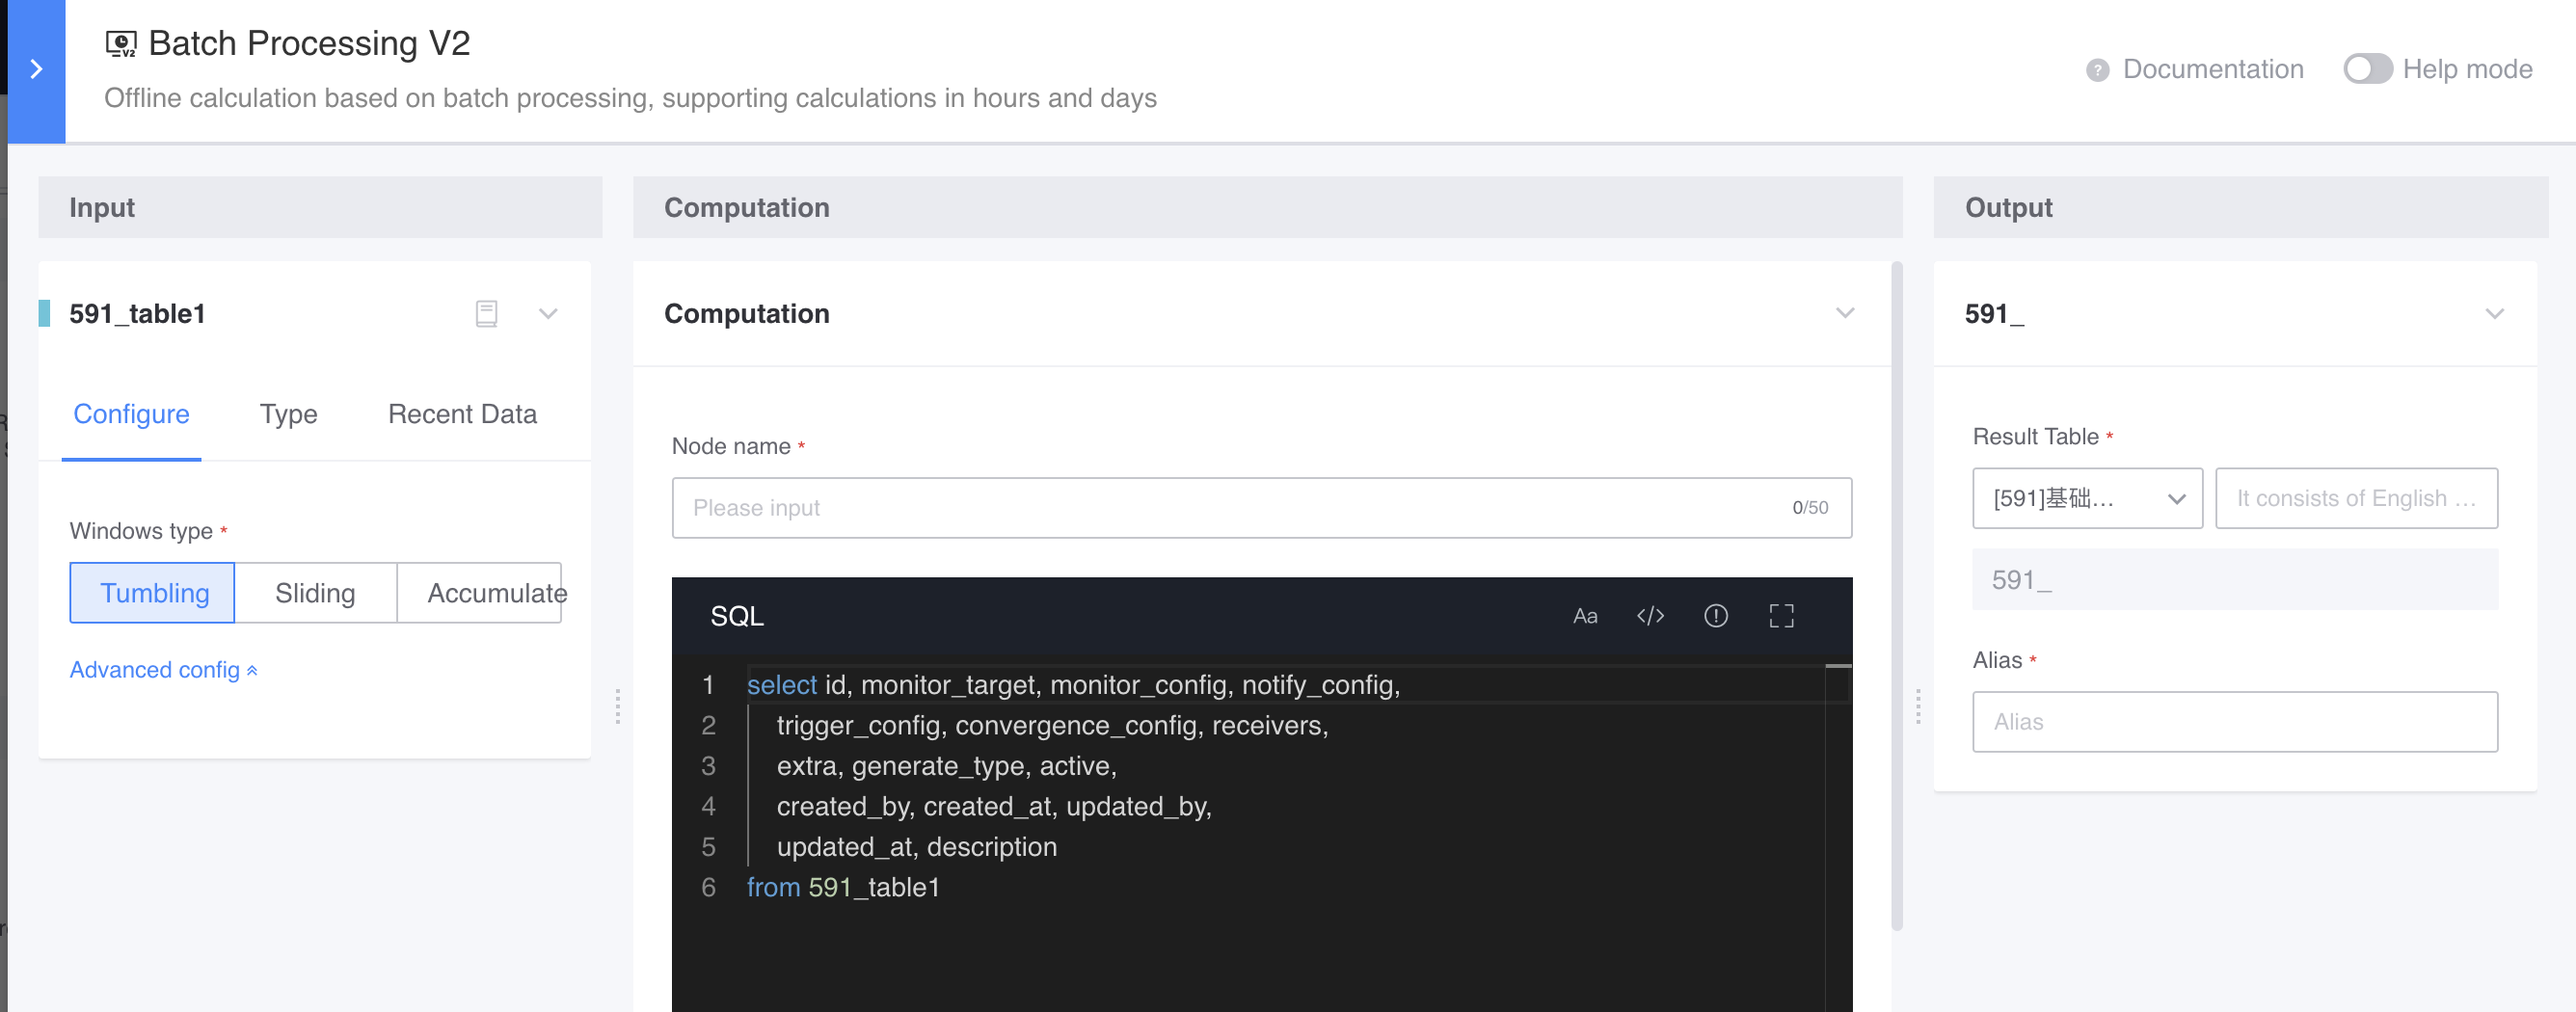 Batch Processing V2
Offline calculation based on batch processing, supporting calculations in hours and days
Documentation
Help mode
Input
591_table1
Configure
Type
Recent Data
Windows type *
Tumbling
Sliding
Accumulate
Advanced config
Computation
Computation
Node name *
Please input
0/50
SQL
Aa
1 select id, monitor_target, monitor_config, notify_config,
2 trigger_config, convergence_config, receivers,
3 extra, generate_type, active,
4 created_by, created_at, updated_by,
5 updated_at, description
6 from 591_table1
Output
591_
Result Table *
[591]基础...
It consists of English ...
591_
Alias *
Alias